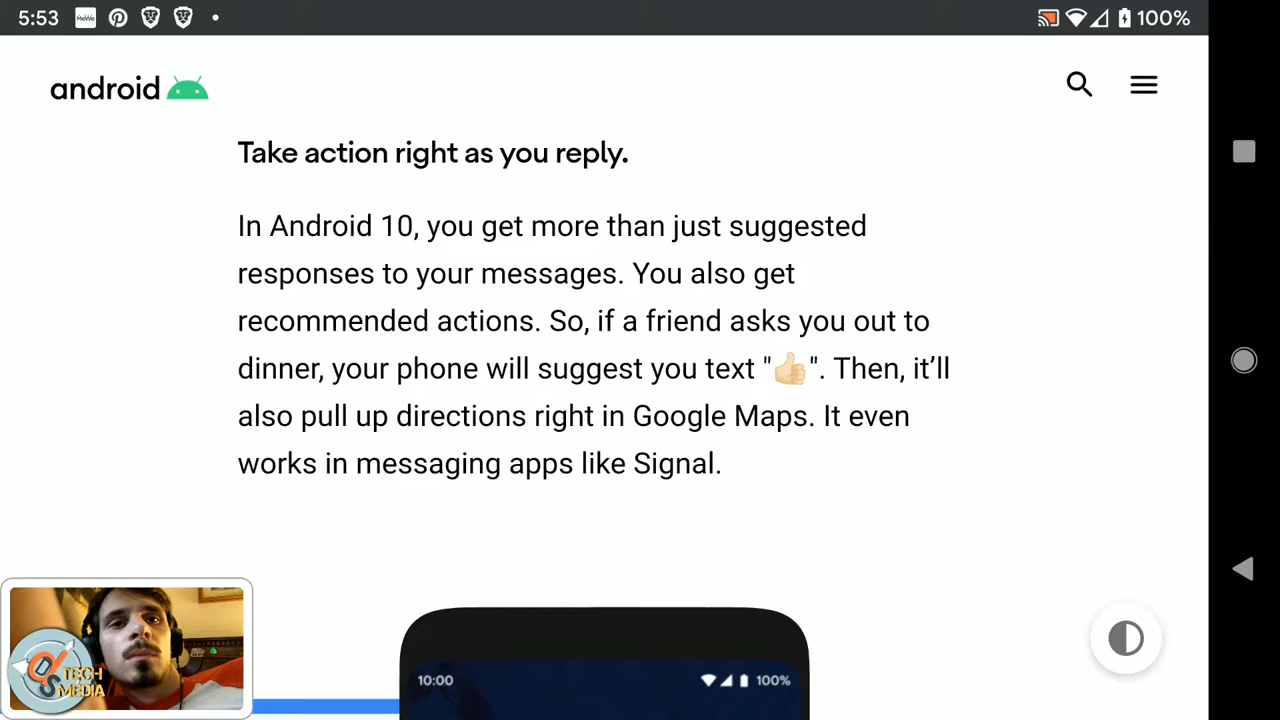 5:53 MeWe 100%
android
Take action right as you reply.
In Android 10, you get more than just suggested
responses to your messages. You also get
recommended actions. So, if a friend asks you out to
dinner, your phone will suggest you text "👍🏻". Then, it’ll
also pull up directions right in Google Maps. It even
works in messaging apps like Signal.
10:00 100%
DS
TECH
MEDIA